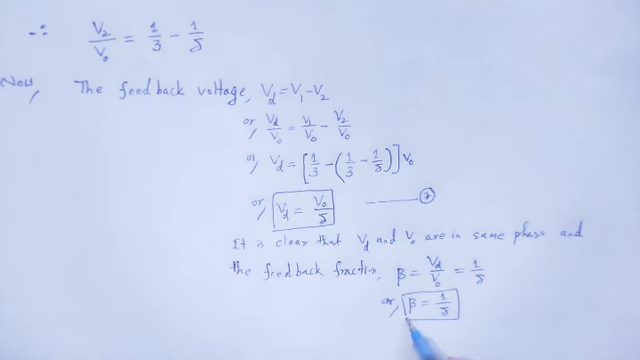 ∴ V₂/V₀ = 1/3 − 1/δ
Now, The feedback voltage, V_d = V₁ − V₂
or, V_d/V₀ = V₁/V₀ − V₂/V₀
or, V_d = [1/3 − (1/3 − 1/δ)] V₀
or, V_d = V₀/δ —— ⑦
It is clear that V_d and V₀ are in same phase and
the feedback fraction, β = V_d/V₀ = 1/δ
or, β = 1/δ